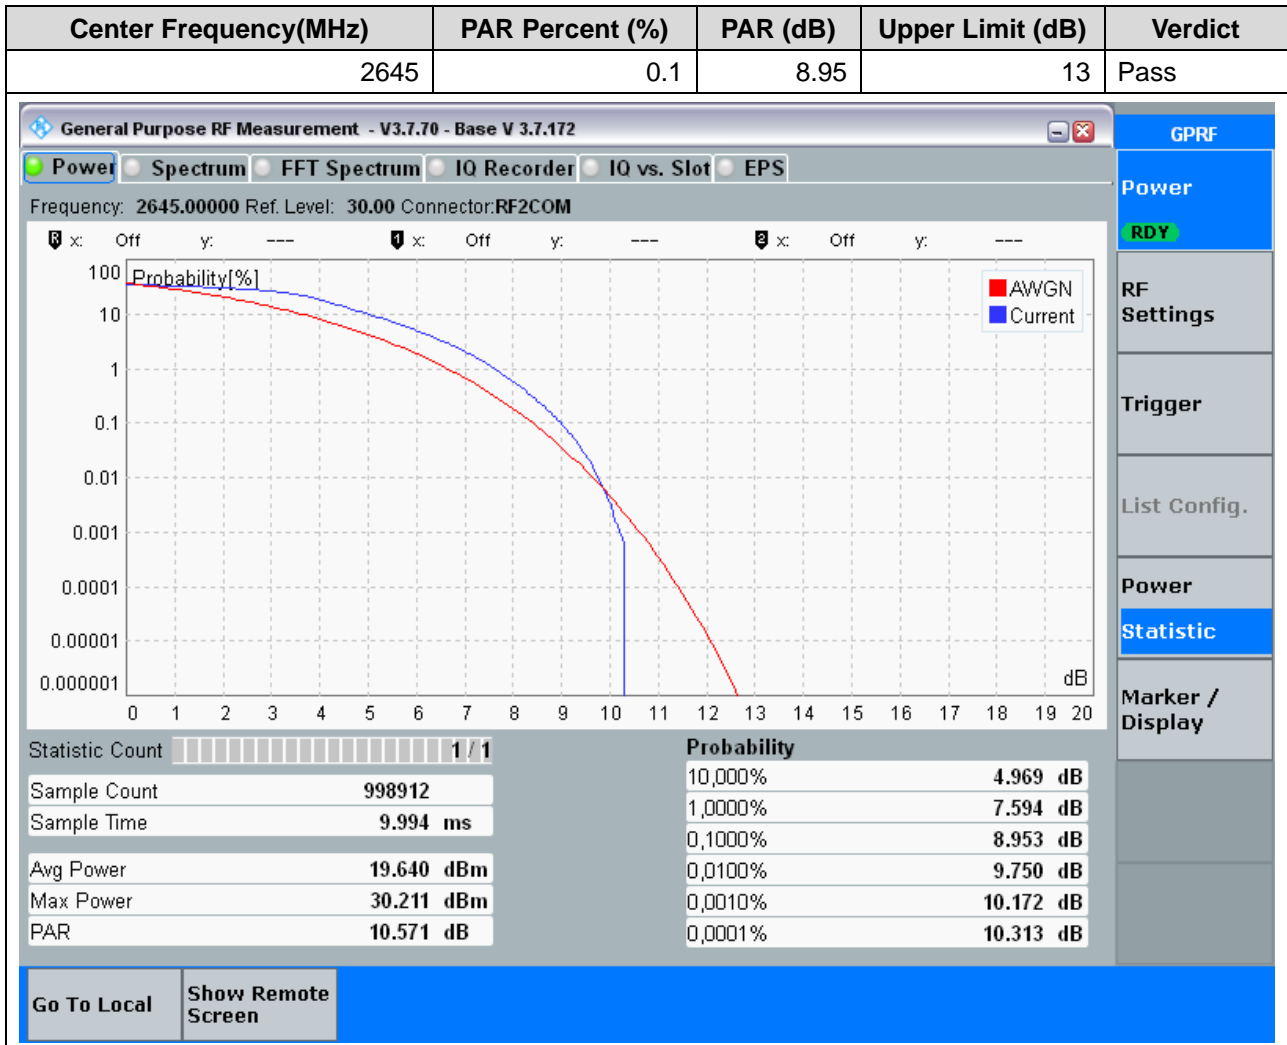 Center Frequency(MHz) PAR Percent (%) PAR (dB) Upper Limit (dB) Verdict
2645 0.1 8.95 13 Pass
General Purpose RF Measurement - V3.7.70 - Base V 3.7.172
GPRF
Power Spectrum FFT Spectrum IQ Recorder IQ vs. Slot EPS
Power
RDY
Frequency: 2645.00000 Ref. Level: 30.00 Connector:RF2COM
R x: Off y: --- 1 x: Off y: --- 2 x: Off y: ---
Probability[%]
AWGN
Current
100
10
1
0.1
0.01
0.001
0.0001
0.00001
0.000001
dB
0 1 2 3 4 5 6 7 8 9 10 11 12 13 14 15 16 17 18 19 20
RF
Settings
Trigger
List Config.
Power
Statistic
Marker /
Display
Statistic Count 1 / 1
Sample Count 998912
Sample Time 9.994 ms
Avg Power 19.640 dBm
Max Power 30.211 dBm
PAR 10.571 dB
Probability
10,000% 4.969 dB
1,0000% 7.594 dB
0,1000% 8.953 dB
0,0100% 9.750 dB
0,0010% 10.172 dB
0,0001% 10.313 dB
Go To Local
Show Remote
Screen